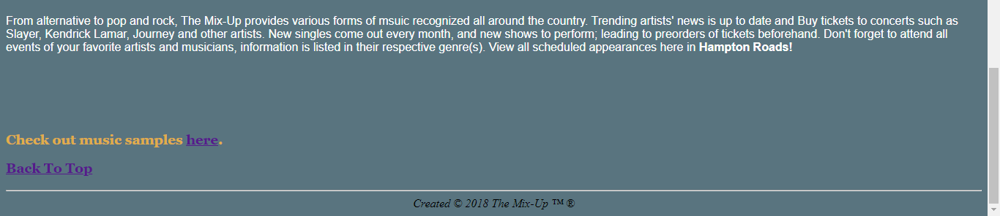 From alternative to pop and rock, The Mix-Up provides various forms of msuic recognized all around the country. Trending artists' news is up to date and Buy tickets to concerts such as
Slayer, Kendrick Lamar, Journey and other artists. New singles come out every month, and new shows to perform; leading to preorders of tickets beforehand. Don't forget to attend all
events of your favorite artists and musicians, information is listed in their respective genre(s). View all scheduled appearances here in Hampton Roads!
Check out music samples here.
Back To Top
Created © 2018 The Mix-Up ™ ®